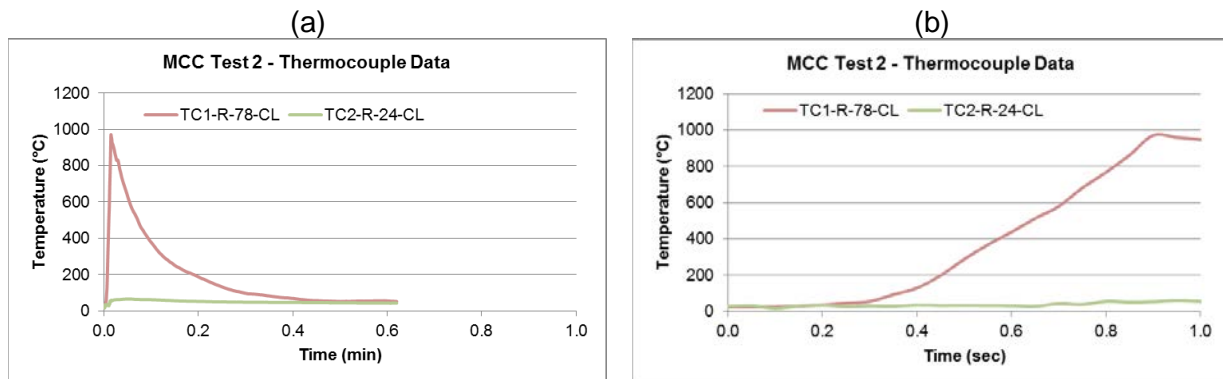 (a)
MCC Test 2 - Thermocouple Data
1200
TC1-R-78-CL TC2-R-24-CL
1000
800
600
400
200
0
Temperature (°C)
0.0 0.2 0.4 0.6 0.8 1.0
Time (min)
(b)
MCC Test 2 - Thermocouple Data
1200
TC1-R-78-CL TC2-R-24-CL
1000
800
600
400
200
0
Temperature (°C)
0.0 0.2 0.4 0.6 0.8 1.0
Time (sec)